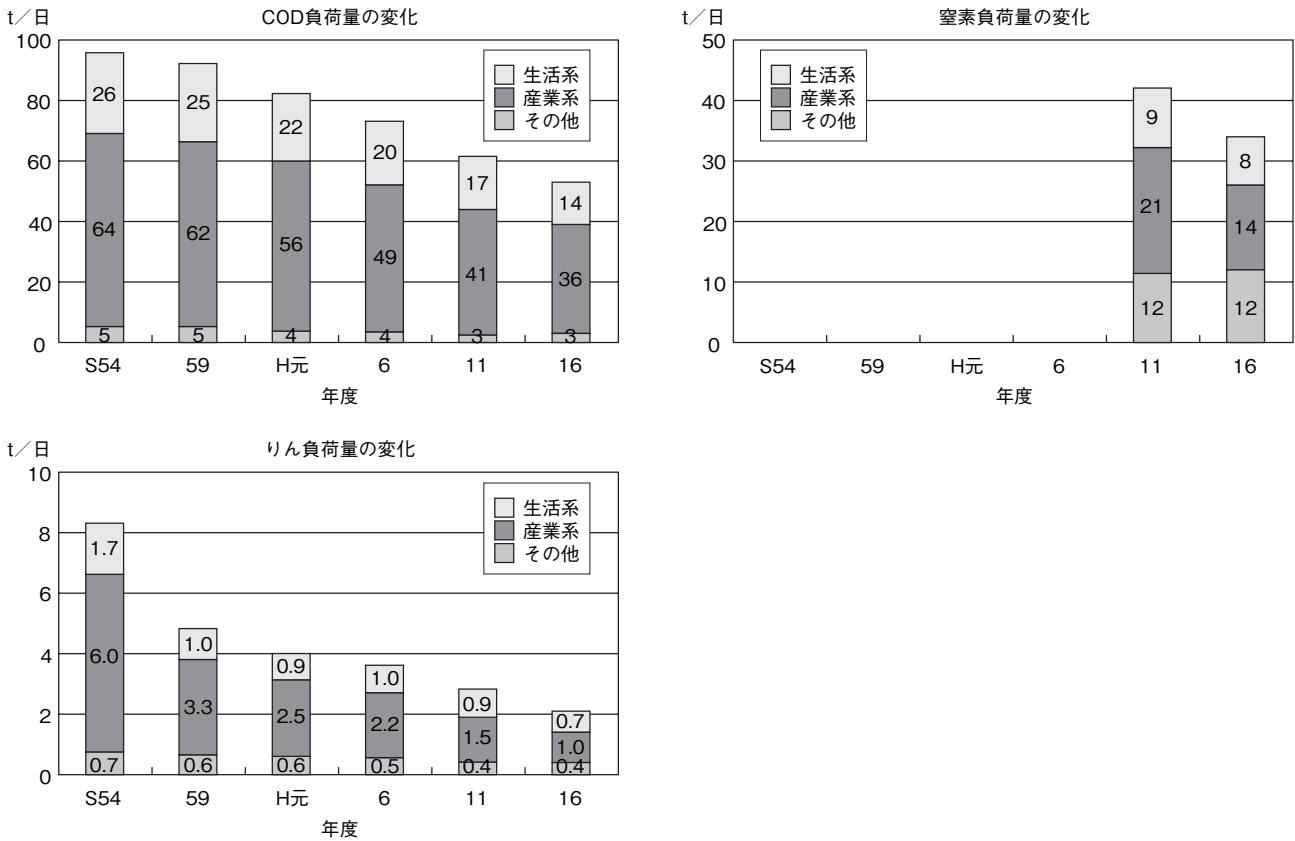 t／日
COD負荷量の変化
100
80
60
40
20
0
生活系
産業系
その他
26 25 22 20 17 14
64 62 56 49 41 36
5 5 4 4 3 3
S54 59 H元 6 11 16
年度
t／日
窒素負荷量の変化
50
40
30
20
10
0
生活系
産業系
その他
9 8
21 14
12 12
S54 59 H元 6 11 16
年度
t／日
りん負荷量の変化
10
8
6
4
2
0
生活系
産業系
その他
1.7 1.0 0.9 1.0 0.9 0.7
6.0 3.3 2.5 2.2 1.5 1.0
0.7 0.6 0.6 0.5 0.4 0.4
S54 59 H元 6 11 16
年度